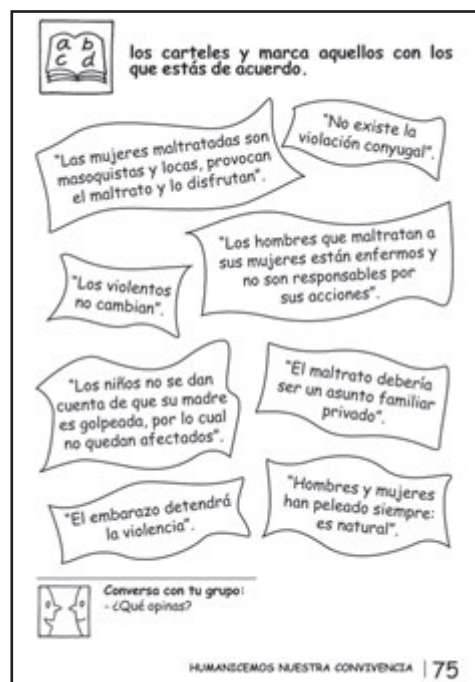 a b
c d
los carteles y marca aquellos con los
que estás de acuerdo.
"Las mujeres maltratadas son
masoquistas y locas, provocan
el maltrato y lo disfrutan".
"No existe la
violación conyugal".
"Los hombres que maltratan a
sus mujeres están enfermos y
no son responsables por
sus acciones".
"Los violentos
no cambian".
"Los niños no se dan
cuenta de que su madre
es golpeada, por lo cual
no quedan afectados".
"El maltrato debería
ser un asunto familiar
privado".
"El embarazo detendrá
la violencia".
"Hombres y mujeres
han peleado siempre:
es natural".
Conversa con tu grupo:
- ¿Qué opinas?
HUMANICEMOS NUESTRA CONVIVENCIA | 75